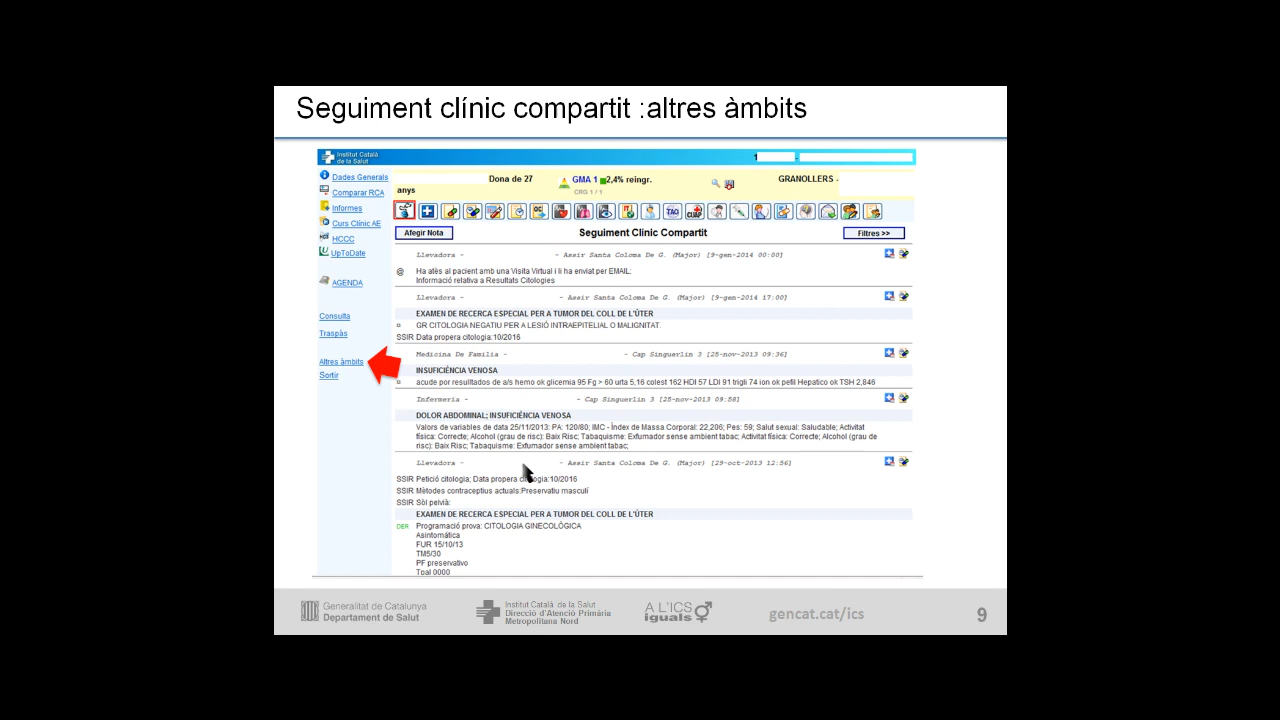 Seguiment clínic compartit :altres àmbits
Institut Català
de la Salut
1 -
Dades Generals
Comparar RCA
Informes
Curs Clínic AE
HCCC
UpToDate
AGENDA
Consulta
Traspàs
Altres àmbits
Sortir
Dona de 27
anys
GMA 1 2,4% reingr.
CRG 1 / 1
GRANOLLERS -
Afegir Nota
Seguiment Clinic Compartit
Filtres >>
Llevadora - - Assir Santa Coloma De G. (Major) [9-gen-2014 00:00]
@ Ha atès al pacient amb una Visita Virtual i li ha enviat per EMAIL:
Informació relativa a Resultats Citologies
Llevadora - - Assir Santa Coloma De G. (Major) [9-gen-2014 17:00]
EXAMEN DE RECERCA ESPECIAL PER A TUMOR DEL COLL DE L'ÚTER
¤ GR CITOLOGIA NEGATIU PER A LESIÓ INTRAEPITELIAL O MALIGNITAT.
SSIR Data propera citologia:10/2016
Medicina De Familia - - Cap Singuerlin 3 [25-nov-2013 09:36]
INSUFICIÈNCIA VENOSA
¤ acude por resulltados de a/s hemo ok glicemia 95 Fg > 60 urta 5,16 colest 162 HDl 57 LDl 91 trigli 74 ion ok pefil Hepatico ok TSH 2,846
Infermeria - - Cap Singuerlin 3 [25-nov-2013 09:58]
DOLOR ABDOMINAL; INSUFICIÈNCIA VENOSA
Valors de variables de data 25/11/2013: PA: 120/80; IMC - Índex de Massa Corporal: 22,206; Pes: 59; Salut sexual: Saludable; Activitat
física: Correcte; Alcohol (grau de risc): Baix Risc; Tabaquisme: Exfumador sense ambient tabac; Activitat física: Correcte; Alcohol (grau de
risc): Baix Risc; Tabaquisme: Exfumador sense ambient tabac;
Llevadora - - Assir Santa Coloma De G. (Major) [29-oct-2013 12:56]
SSIR Petició citologia; Data propera citologia:10/2016
SSIR Mètodes contraceptius actuals:Preservatiu masculí
SSIR Sòl pelvià:
EXAMEN DE RECERCA ESPECIAL PER A TUMOR DEL COLL DE L'ÚTER
DER Programació prova: CITOLOGIA GINECOLÒGICA
Asintomática
FUR 15/10/13
TM5/30
PF preservativo
Tpal 0000
Generalitat de Catalunya
Departament de Salut
Institut Català de la Salut
Direcció d'Atenció Primària
Metropolitana Nord
A L'ICS
iguals
gencat.cat/ics
9